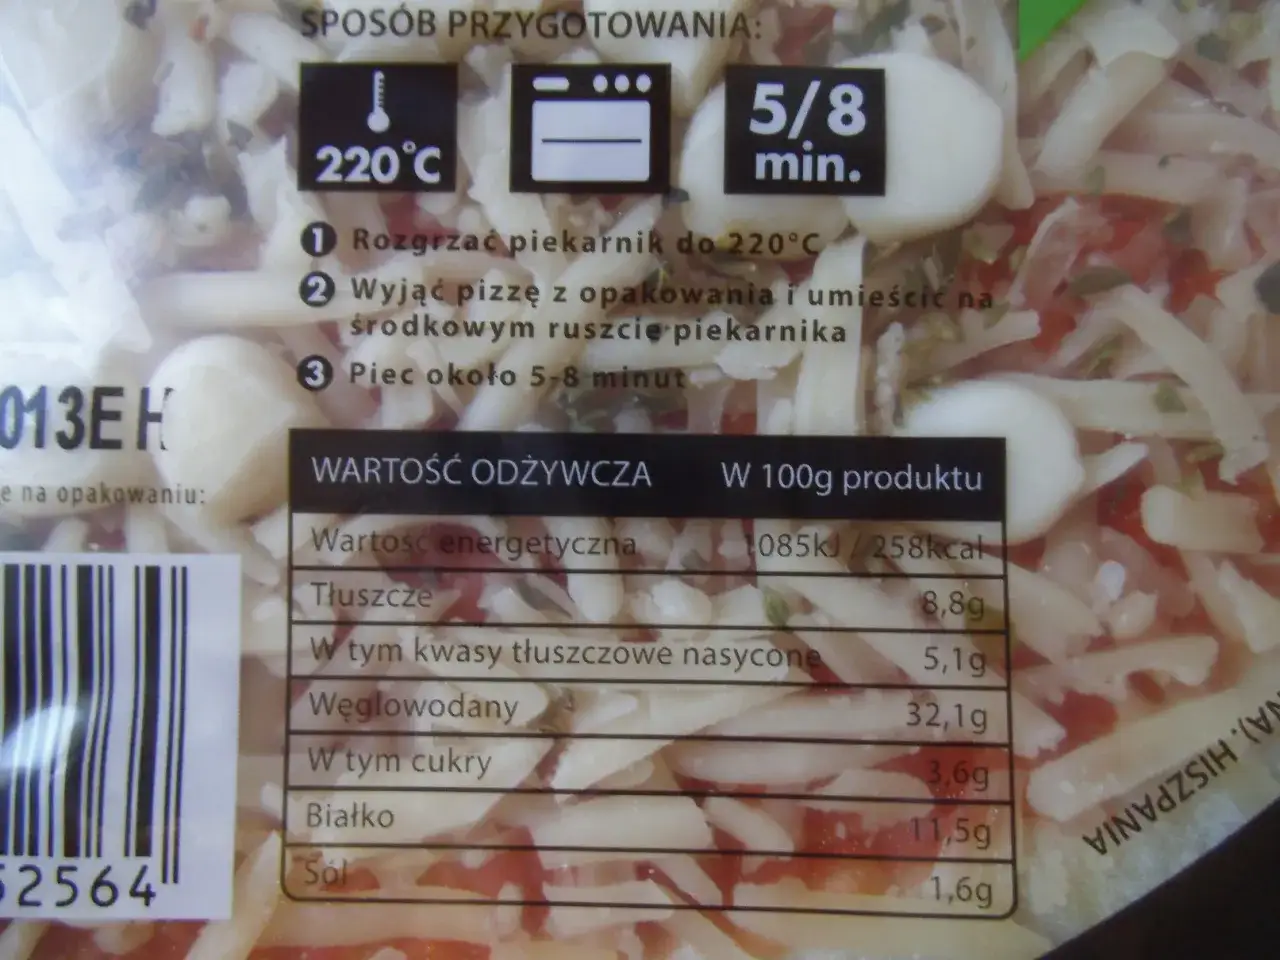 SPOSÓB PRZYGOTOWANIA:
220°C
5/8
min.
1 Rozgrzać piekarnik do 220°C
2 Wyjąć pizzę z opakowania i umieścić na
środkowym ruszcie piekarnika
3 Piec około 5-8 minut
013E H
e na opakowaniu:
WARTOŚĆ ODŻYWCZA W 100g produktu
Wartość energetyczna 1085kJ / 258kcal
Tłuszcze 8,8g
W tym kwasy tłuszczowe nasycone 5,1g
Węglowodany 32,1g
W tym cukry 3,6g
Białko 11,5g
Sól 1,6g
52564
NA), HISZPANIA